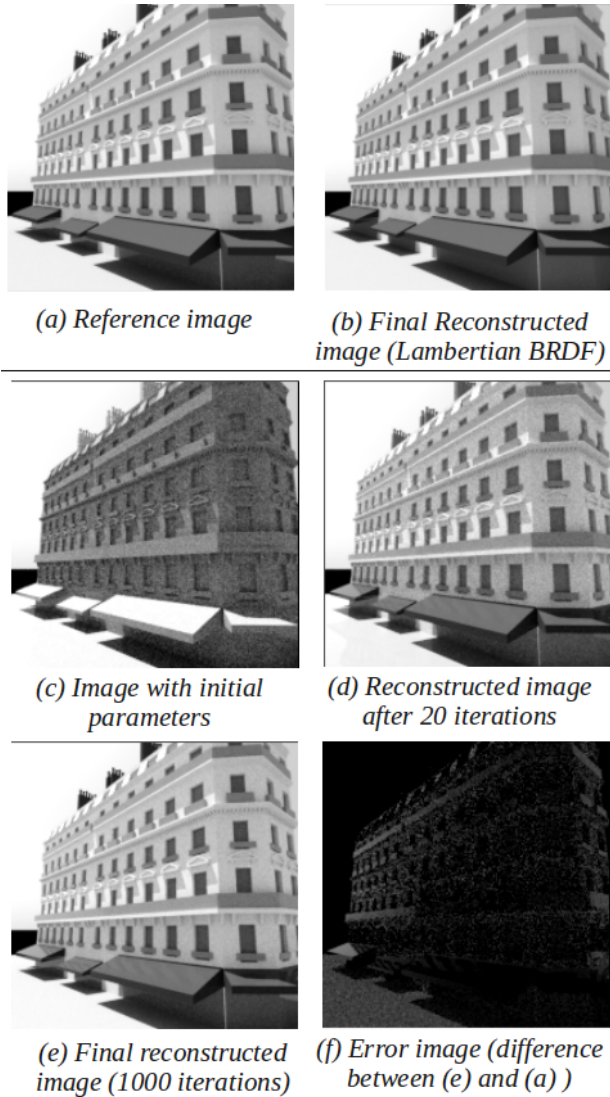 (a) Reference image
(b) Final Reconstructed
image (Lambertian BRDF)
(c) Image with initial
parameters
(d) Reconstructed image
after 20 iterations
(e) Final reconstructed
image (1000 iterations)
(f) Error image (difference
between (e) and (a) )